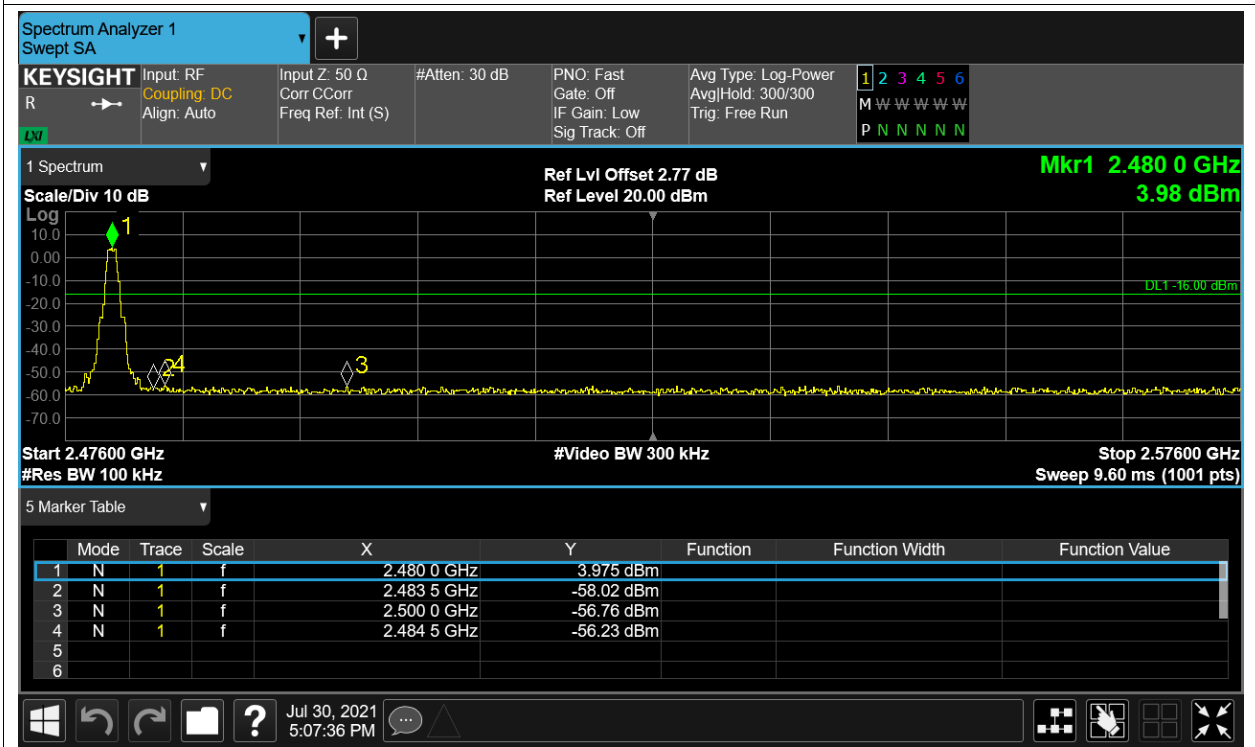 Spectrum Analyzer 1
Swept SA
KEYSIGHT Input: RF Input Z: 50 Ω #Atten: 30 dB PNO: Fast Avg Type: Log-Power 1 2 3 4 5 6
R Coupling: DC Corr CCorr Gate: Off Avg|Hold: 300/300 M W W W W W W
Align: Auto Freq Ref: Int (S) IF Gain: Low Trig: Free Run
LXI Sig Track: Off P N N N N N N
1 Spectrum Ref Lvl Offset 2.77 dB Mkr1 2.480 0 GHz
Scale/Div 10 dB Ref Level 20.00 dBm 3.98 dBm
Log
1
10.0
0.00
-10.0
DL1 -16.00 dBm
-20.0
-30.0
-40.0
2 4 3
-50.0
-60.0
-70.0
Start 2.47600 GHz #Video BW 300 kHz Stop 2.57600 GHz
#Res BW 100 kHz Sweep 9.60 ms (1001 pts)
5 Marker Table
Mode Trace Scale X Y Function Function Width Function Value
1 N 1 f 2.480 0 GHz 3.975 dBm
2 N 1 f 2.483 5 GHz -58.02 dBm
3 N 1 f 2.500 0 GHz -56.76 dBm
4 N 1 f 2.484 5 GHz -56.23 dBm
5
6
? Jul 30, 2021
5:07:36 PM